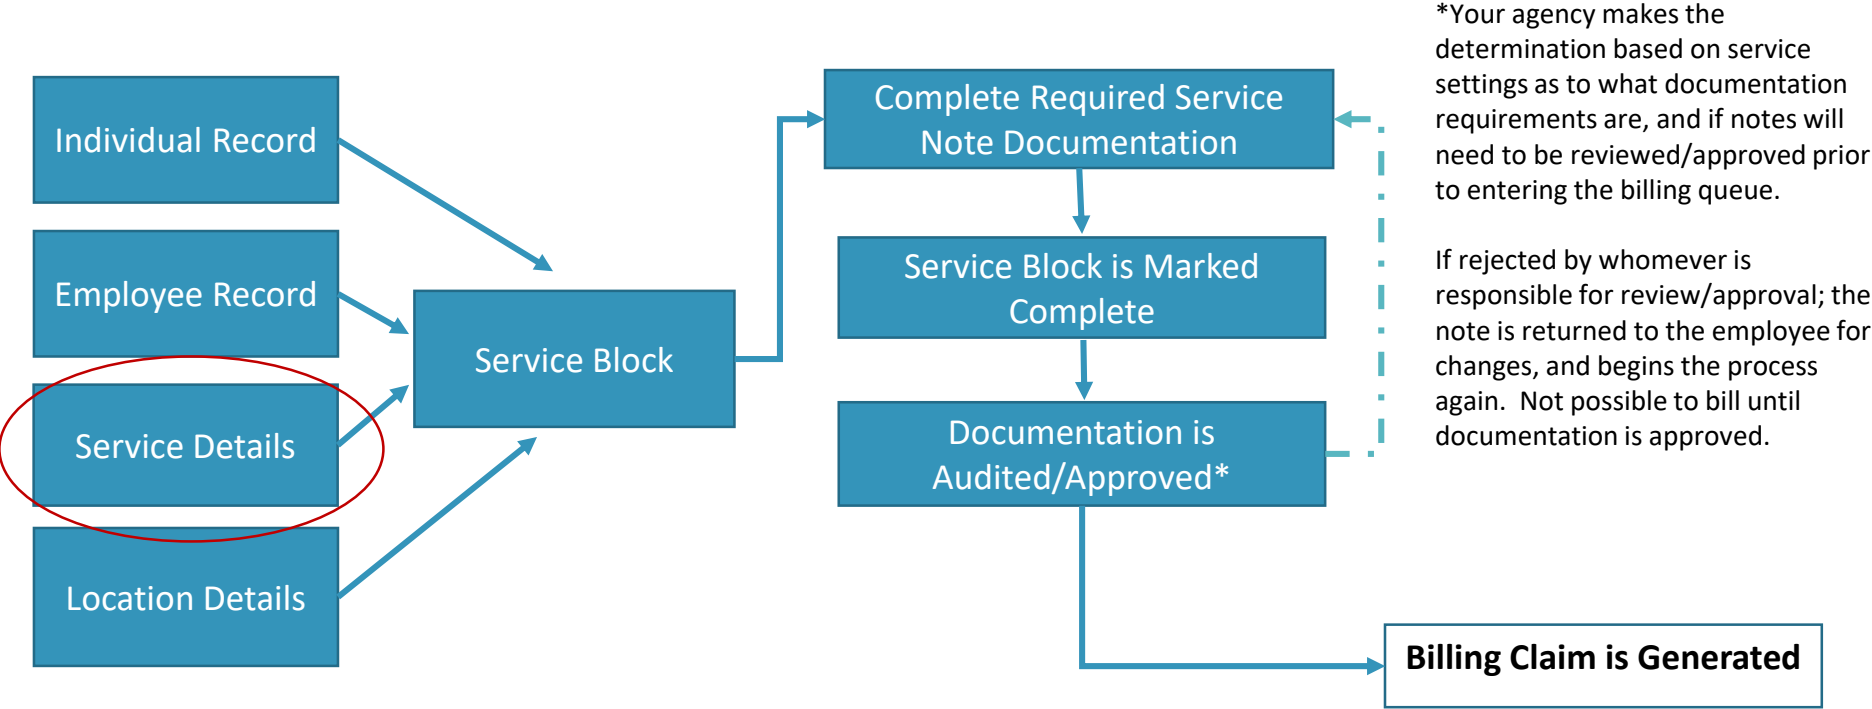 Individual Record
Employee Record
Service Details
Location Details
Service Block
Complete Required Service
Note Documentation
Service Block is Marked
Complete
Documentation is
Audited/Approved*
Billing Claim is Generated
*Your agency makes the
determination based on service
settings as to what documentation
requirements are, and if notes will
need to be reviewed/approved prior
to entering the billing queue.
If rejected by whomever is
responsible for review/approval; the
note is returned to the employee for
changes, and begins the process
again.  Not possible to bill until
documentation is approved.